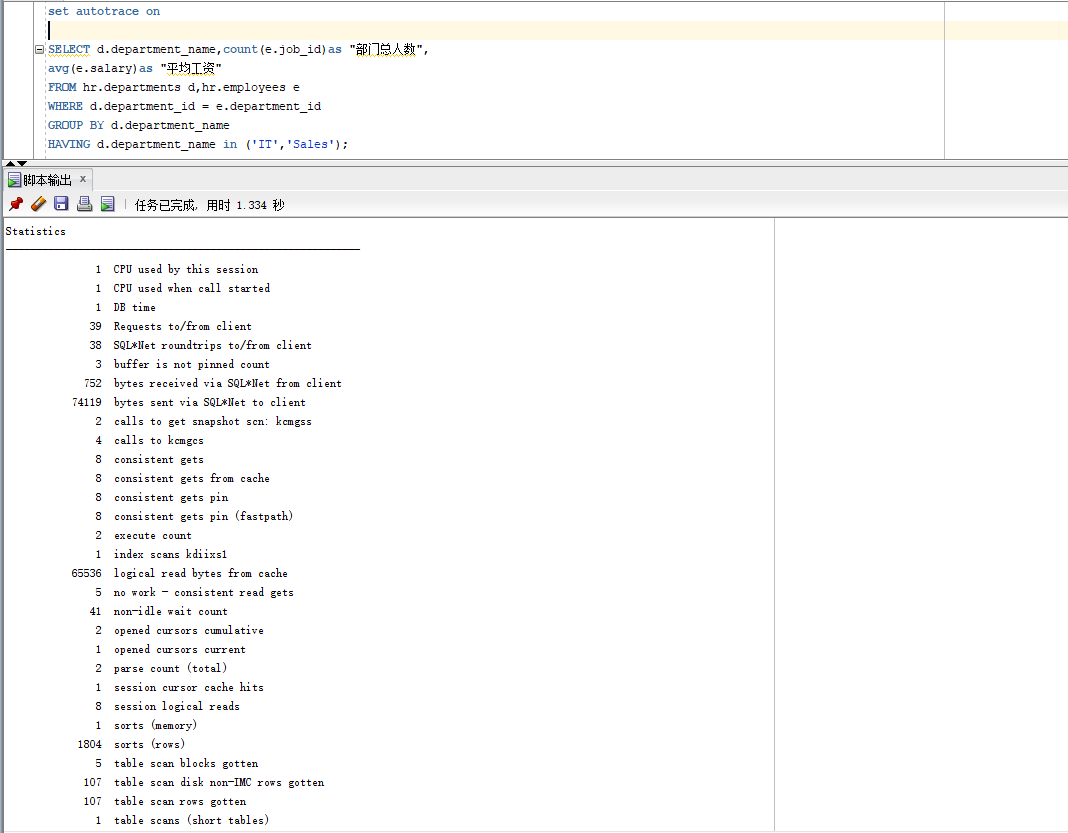 set autotrace on
SELECT d.department_name,count(e.job_id)as "部门总人数",
avg(e.salary)as "平均工资"
FROM hr.departments d,hr.employees e
WHERE d.department_id = e.department_id
GROUP BY d.department_name
HAVING d.department_name in ('IT','Sales');
脚本输出 x
任务已完成, 用时 1.334 秒
Statistics
-----------------------------------------------------------
1 CPU used by this session
1 CPU used when call started
1 DB time
39 Requests to/from client
38 SQL*Net roundtrips to/from client
3 buffer is not pinned count
752 bytes received via SQL*Net from client
74119 bytes sent via SQL*Net to client
2 calls to get snapshot scn: kcmgss
4 calls to kcmgcs
8 consistent gets
8 consistent gets from cache
8 consistent gets pin
8 consistent gets pin (fastpath)
2 execute count
1 index scans kdiixs1
65536 logical read bytes from cache
5 no work - consistent read gets
41 non-idle wait count
2 opened cursors cumulative
1 opened cursors current
2 parse count (total)
1 session cursor cache hits
8 session logical reads
1 sorts (memory)
1804 sorts (rows)
5 table scan blocks gotten
107 table scan disk non-IMC rows gotten
107 table scan rows gotten
1 table scans (short tables)